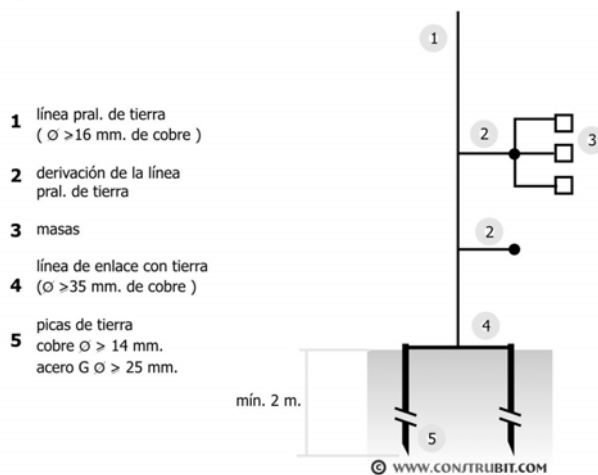 1 línea pral. de tierra
( Ø >16 mm. de cobre )
2 derivación de la línea
pral. de tierra
3 masas
4 línea de enlace con tierra
(Ø ⩾35 mm. de cobre )
5 picas de tierra
cobre Ø ⩾ 14 mm.
acero G Ø ⩾ 25 mm.
1
2
3
2
4
mín. 2 m.
5
© WWW.CONSTRUBIT.COM